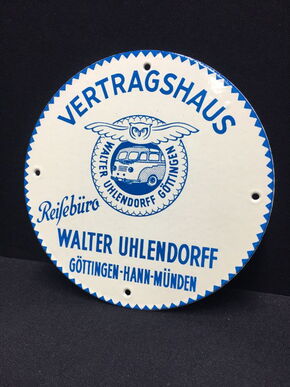 VERTRAGSHAUS
WALTER UHLENDORFF GÖTTINGEN
Reisebüro
WALTER UHLENDORFF
GÖTTINGEN-HANN-MÜNDEN